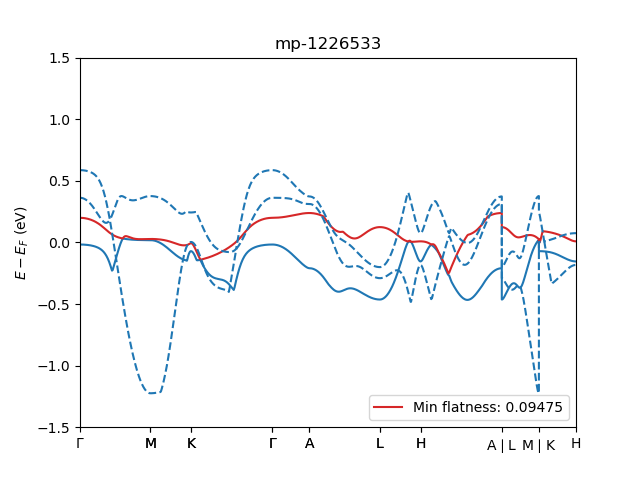 mp-1226533
E − E_F (eV)
1.5
1.0
0.5
0.0
−0.5
−1.0
−1.5
Min flatness: 0.09475
Γ M K Γ A L H A | L M | K H